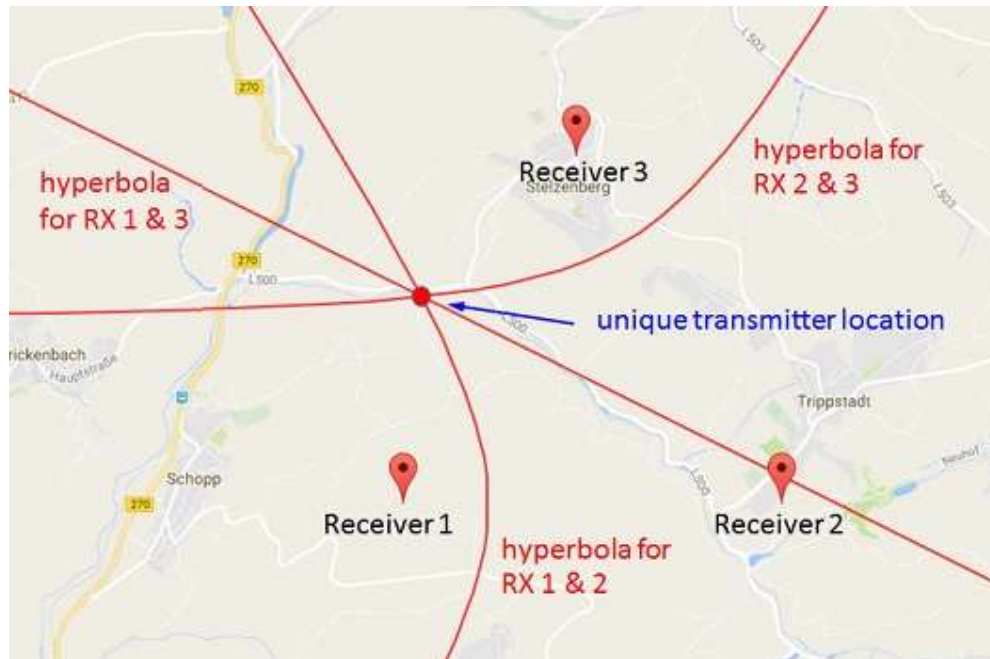 L 503
270
Receiver 3
Stelzenberg
hyperbola for
RX 2 & 3
hyperbola
for RX 1 & 3
L503
270
L500
unique transmitter location
L500
rickenbach
Hauptstraße
Trippstadt
Schopp
Neuhof
L500
270
Receiver 1
Receiver 2
hyperbola for
RX 1 & 2